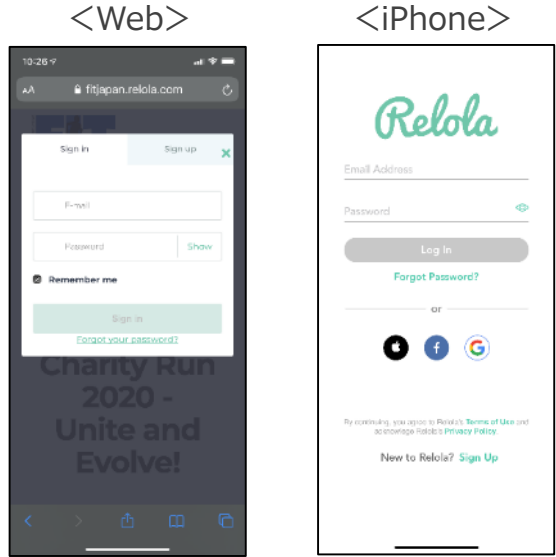 <Web>
10:26
AA fitjapan.relola.com
Sign in Sign up
E-mail
Password Show
Remember me
Sign in
Forgot your password?
Charity Run
2020 -
Unite and
Evolve!
<iPhone>
Relola
Email Address
Password
Log In
Forgot Password?
or
f G
By continuing, you agree to Relola's Terms of Use and
acknowledge Relola's Privacy Policy.
New to Relola? Sign Up